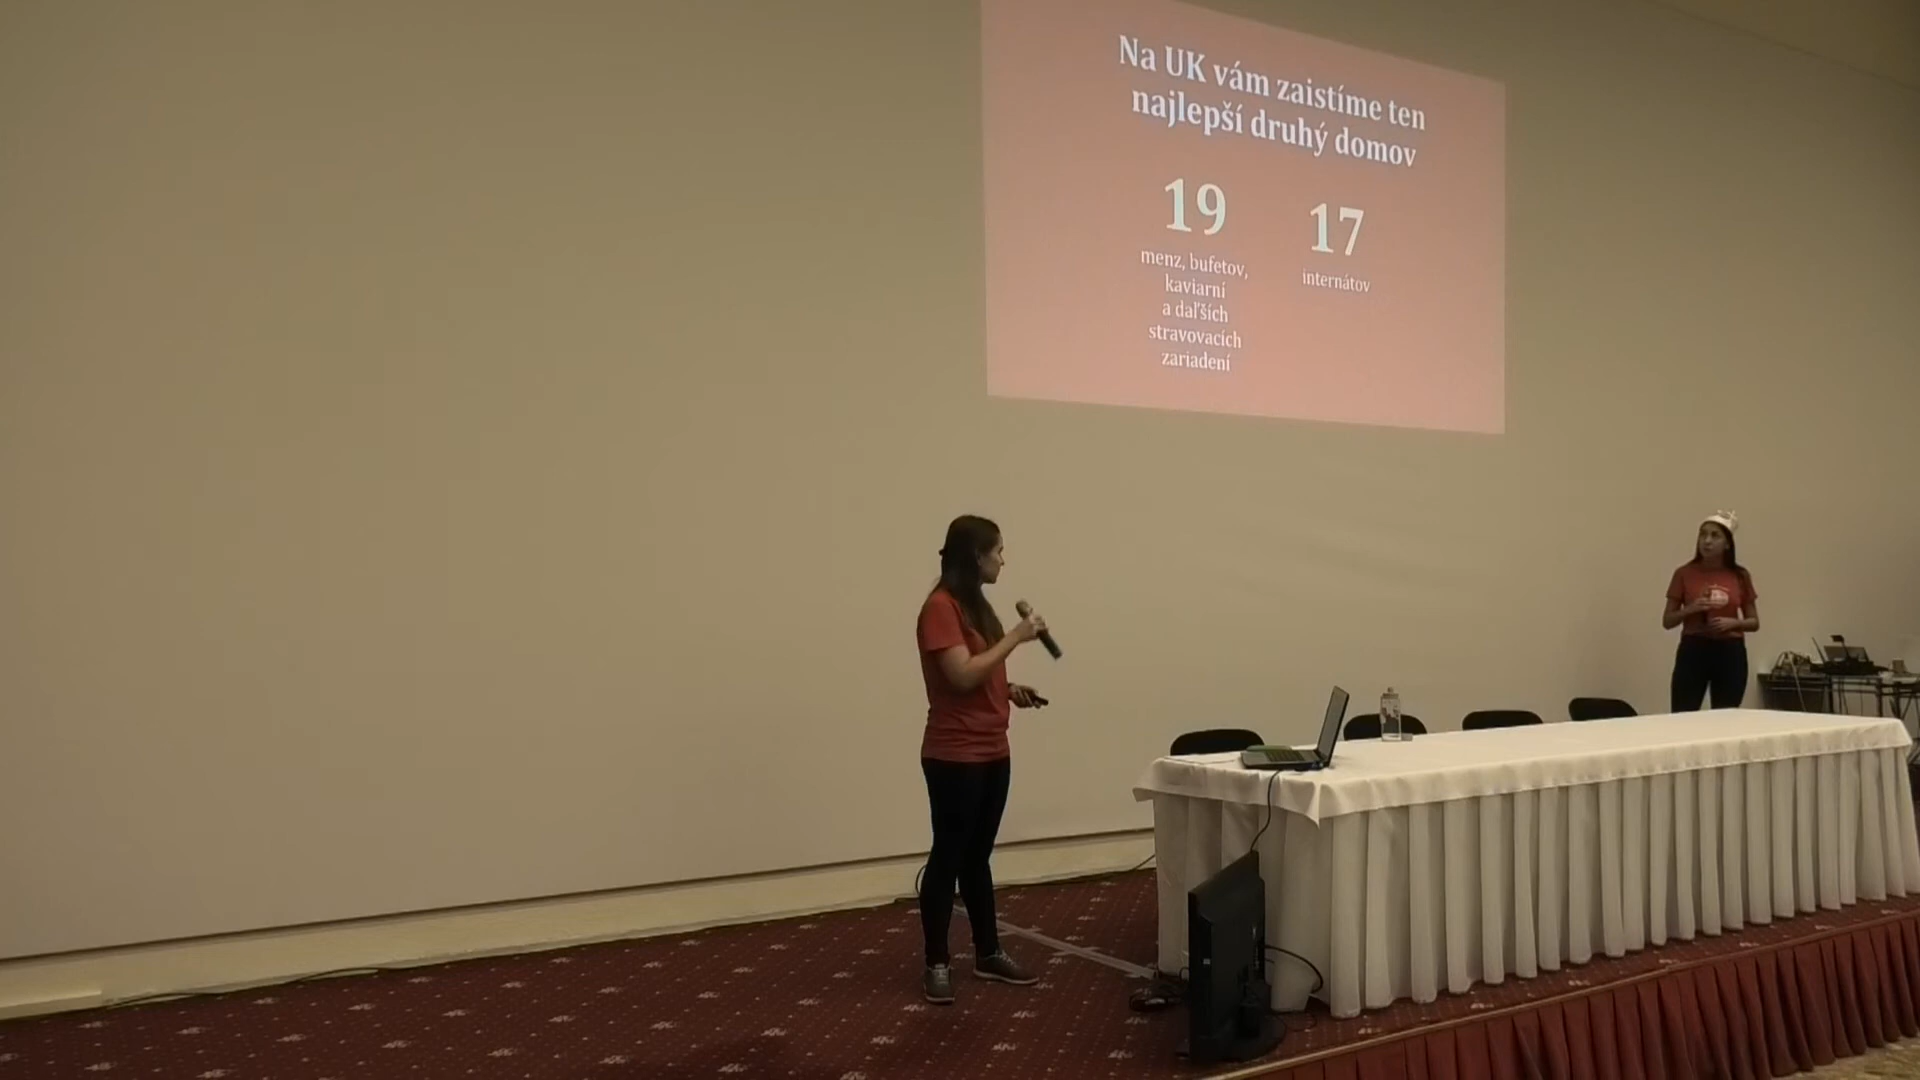 Na UK vám zaistíme ten
najlepší druhý domov
19
menz, bufetov,
kaviarní
a ďalších
stravovacích
zariadení
17
internátov